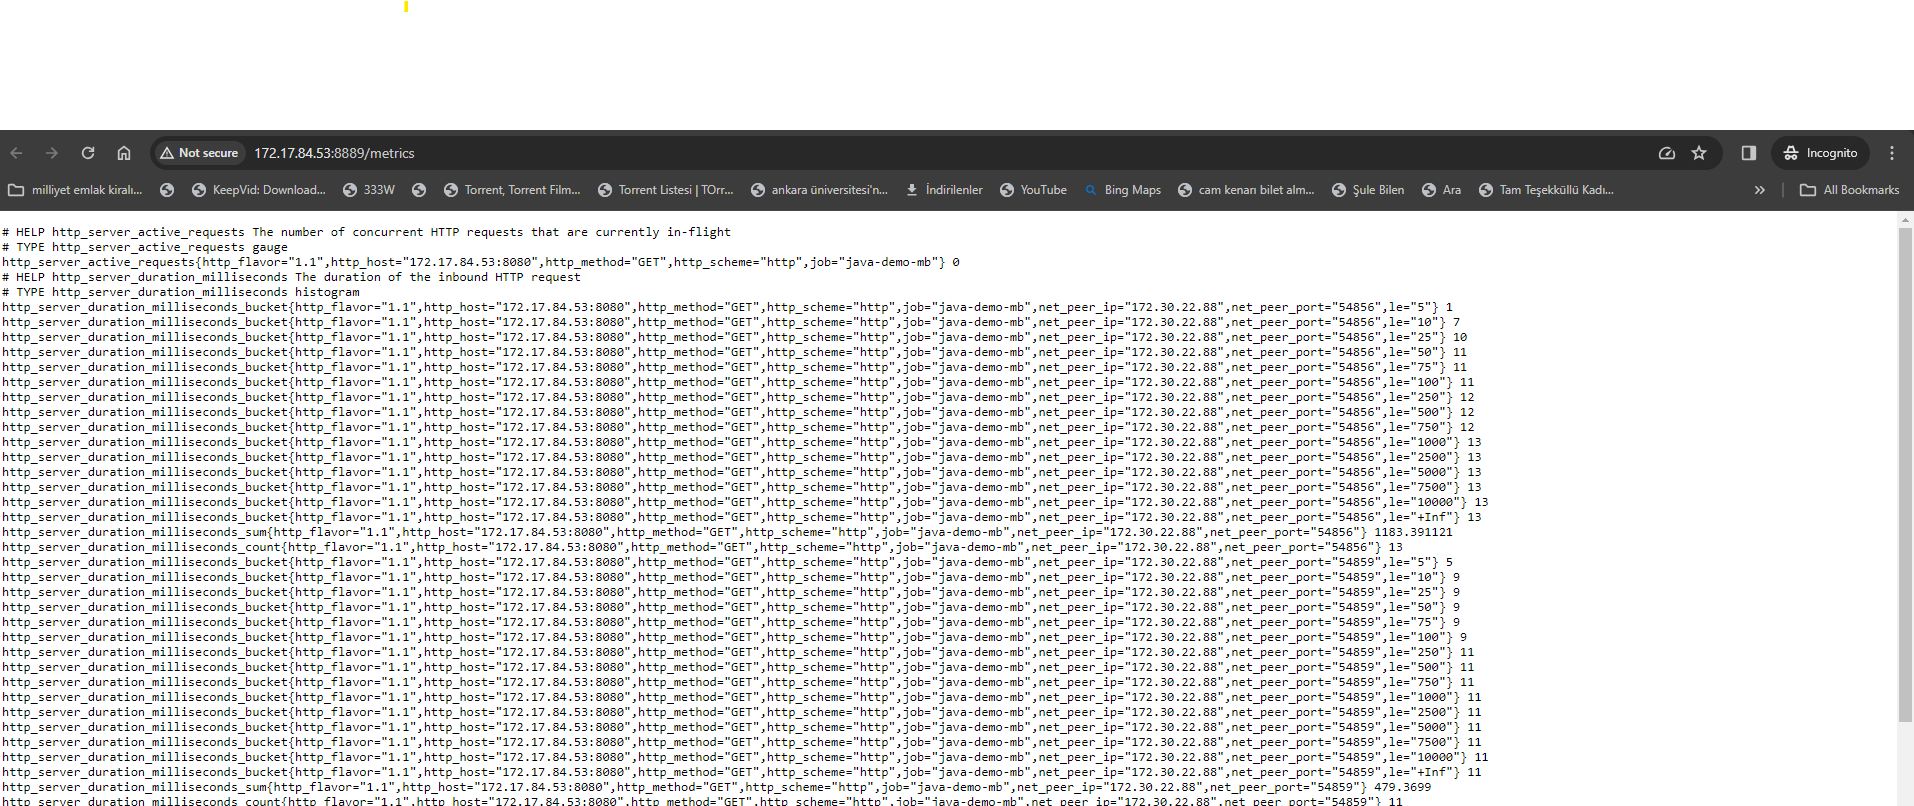 Not secure 172.17.84.53:8889/metrics Incognito
milliyet emlak kiralı... KeepVid: Download... 333W Torrent, Torrent Film... Torrent Listesi | TOrr... ankara üniversitesi'n... İndirilenler YouTube Bing Maps cam kenarı bilet alm... Şule Bilen Ara Tam Teşekküllü Kadı... » All Bookmarks
# HELP http_server_active_requests The number of concurrent HTTP requests that are currently in-flight
# TYPE http_server_active_requests gauge
http_server_active_requests{http_flavor="1.1",http_host="172.17.84.53:8080",http_method="GET",http_scheme="http",job="java-demo-mb"} 0
# HELP http_server_duration_milliseconds The duration of the inbound HTTP request
# TYPE http_server_duration_milliseconds histogram
http_server_duration_milliseconds_bucket{http_flavor="1.1",http_host="172.17.84.53:8080",http_method="GET",http_scheme="http",job="java-demo-mb",net_peer_ip="172.30.22.88",net_peer_port="54856",le="5"} 1
http_server_duration_milliseconds_bucket{http_flavor="1.1",http_host="172.17.84.53:8080",http_method="GET",http_scheme="http",job="java-demo-mb",net_peer_ip="172.30.22.88",net_peer_port="54856",le="10"} 7
http_server_duration_milliseconds_bucket{http_flavor="1.1",http_host="172.17.84.53:8080",http_method="GET",http_scheme="http",job="java-demo-mb",net_peer_ip="172.30.22.88",net_peer_port="54856",le="25"} 10
http_server_duration_milliseconds_bucket{http_flavor="1.1",http_host="172.17.84.53:8080",http_method="GET",http_scheme="http",job="java-demo-mb",net_peer_ip="172.30.22.88",net_peer_port="54856",le="50"} 11
http_server_duration_milliseconds_bucket{http_flavor="1.1",http_host="172.17.84.53:8080",http_method="GET",http_scheme="http",job="java-demo-mb",net_peer_ip="172.30.22.88",net_peer_port="54856",le="75"} 11
http_server_duration_milliseconds_bucket{http_flavor="1.1",http_host="172.17.84.53:8080",http_method="GET",http_scheme="http",job="java-demo-mb",net_peer_ip="172.30.22.88",net_peer_port="54856",le="100"} 11
http_server_duration_milliseconds_bucket{http_flavor="1.1",http_host="172.17.84.53:8080",http_method="GET",http_scheme="http",job="java-demo-mb",net_peer_ip="172.30.22.88",net_peer_port="54856",le="250"} 12
http_server_duration_milliseconds_bucket{http_flavor="1.1",http_host="172.17.84.53:8080",http_method="GET",http_scheme="http",job="java-demo-mb",net_peer_ip="172.30.22.88",net_peer_port="54856",le="500"} 12
http_server_duration_milliseconds_bucket{http_flavor="1.1",http_host="172.17.84.53:8080",http_method="GET",http_scheme="http",job="java-demo-mb",net_peer_ip="172.30.22.88",net_peer_port="54856",le="750"} 12
http_server_duration_milliseconds_bucket{http_flavor="1.1",http_host="172.17.84.53:8080",http_method="GET",http_scheme="http",job="java-demo-mb",net_peer_ip="172.30.22.88",net_peer_port="54856",le="1000"} 13
http_server_duration_milliseconds_bucket{http_flavor="1.1",http_host="172.17.84.53:8080",http_method="GET",http_scheme="http",job="java-demo-mb",net_peer_ip="172.30.22.88",net_peer_port="54856",le="2500"} 13
http_server_duration_milliseconds_bucket{http_flavor="1.1",http_host="172.17.84.53:8080",http_method="GET",http_scheme="http",job="java-demo-mb",net_peer_ip="172.30.22.88",net_peer_port="54856",le="5000"} 13
http_server_duration_milliseconds_bucket{http_flavor="1.1",http_host="172.17.84.53:8080",http_method="GET",http_scheme="http",job="java-demo-mb",net_peer_ip="172.30.22.88",net_peer_port="54856",le="7500"} 13
http_server_duration_milliseconds_bucket{http_flavor="1.1",http_host="172.17.84.53:8080",http_method="GET",http_scheme="http",job="java-demo-mb",net_peer_ip="172.30.22.88",net_peer_port="54856",le="10000"} 13
http_server_duration_milliseconds_bucket{http_flavor="1.1",http_host="172.17.84.53:8080",http_method="GET",http_scheme="http",job="java-demo-mb",net_peer_ip="172.30.22.88",net_peer_port="54856",le="+Inf"} 13
http_server_duration_milliseconds_sum{http_flavor="1.1",http_host="172.17.84.53:8080",http_method="GET",http_scheme="http",job="java-demo-mb",net_peer_ip="172.30.22.88",net_peer_port="54856"} 1183.391121
http_server_duration_milliseconds_count{http_flavor="1.1",http_host="172.17.84.53:8080",http_method="GET",http_scheme="http",job="java-demo-mb",net_peer_ip="172.30.22.88",net_peer_port="54856"} 13
http_server_duration_milliseconds_bucket{http_flavor="1.1",http_host="172.17.84.53:8080",http_method="GET",http_scheme="http",job="java-demo-mb",net_peer_ip="172.30.22.88",net_peer_port="54859",le="5"} 5
http_server_duration_milliseconds_bucket{http_flavor="1.1",http_host="172.17.84.53:8080",http_method="GET",http_scheme="http",job="java-demo-mb",net_peer_ip="172.30.22.88",net_peer_port="54859",le="10"} 9
http_server_duration_milliseconds_bucket{http_flavor="1.1",http_host="172.17.84.53:8080",http_method="GET",http_scheme="http",job="java-demo-mb",net_peer_ip="172.30.22.88",net_peer_port="54859",le="25"} 9
http_server_duration_milliseconds_bucket{http_flavor="1.1",http_host="172.17.84.53:8080",http_method="GET",http_scheme="http",job="java-demo-mb",net_peer_ip="172.30.22.88",net_peer_port="54859",le="50"} 9
http_server_duration_milliseconds_bucket{http_flavor="1.1",http_host="172.17.84.53:8080",http_method="GET",http_scheme="http",job="java-demo-mb",net_peer_ip="172.30.22.88",net_peer_port="54859",le="75"} 9
http_server_duration_milliseconds_bucket{http_flavor="1.1",http_host="172.17.84.53:8080",http_method="GET",http_scheme="http",job="java-demo-mb",net_peer_ip="172.30.22.88",net_peer_port="54859",le="100"} 9
http_server_duration_milliseconds_bucket{http_flavor="1.1",http_host="172.17.84.53:8080",http_method="GET",http_scheme="http",job="java-demo-mb",net_peer_ip="172.30.22.88",net_peer_port="54859",le="250"} 11
http_server_duration_milliseconds_bucket{http_flavor="1.1",http_host="172.17.84.53:8080",http_method="GET",http_scheme="http",job="java-demo-mb",net_peer_ip="172.30.22.88",net_peer_port="54859",le="500"} 11
http_server_duration_milliseconds_bucket{http_flavor="1.1",http_host="172.17.84.53:8080",http_method="GET",http_scheme="http",job="java-demo-mb",net_peer_ip="172.30.22.88",net_peer_port="54859",le="750"} 11
http_server_duration_milliseconds_bucket{http_flavor="1.1",http_host="172.17.84.53:8080",http_method="GET",http_scheme="http",job="java-demo-mb",net_peer_ip="172.30.22.88",net_peer_port="54859",le="1000"} 11
http_server_duration_milliseconds_bucket{http_flavor="1.1",http_host="172.17.84.53:8080",http_method="GET",http_scheme="http",job="java-demo-mb",net_peer_ip="172.30.22.88",net_peer_port="54859",le="2500"} 11
http_server_duration_milliseconds_bucket{http_flavor="1.1",http_host="172.17.84.53:8080",http_method="GET",http_scheme="http",job="java-demo-mb",net_peer_ip="172.30.22.88",net_peer_port="54859",le="5000"} 11
http_server_duration_milliseconds_bucket{http_flavor="1.1",http_host="172.17.84.53:8080",http_method="GET",http_scheme="http",job="java-demo-mb",net_peer_ip="172.30.22.88",net_peer_port="54859",le="7500"} 11
http_server_duration_milliseconds_bucket{http_flavor="1.1",http_host="172.17.84.53:8080",http_method="GET",http_scheme="http",job="java-demo-mb",net_peer_ip="172.30.22.88",net_peer_port="54859",le="10000"} 11
http_server_duration_milliseconds_bucket{http_flavor="1.1",http_host="172.17.84.53:8080",http_method="GET",http_scheme="http",job="java-demo-mb",net_peer_ip="172.30.22.88",net_peer_port="54859",le="+Inf"} 11
http_server_duration_milliseconds_sum{http_flavor="1.1",http_host="172.17.84.53:8080",http_method="GET",http_scheme="http",job="java-demo-mb",net_peer_ip="172.30.22.88",net_peer_port="54859"} 479.3699
http_server_duration_milliseconds_count{http_flavor="1.1",http_host="172.17.84.53:8080",http_method="GET",http_scheme="http",job="java-demo-mb",net_peer_ip="172.30.22.88",net_peer_port="54859"} 11